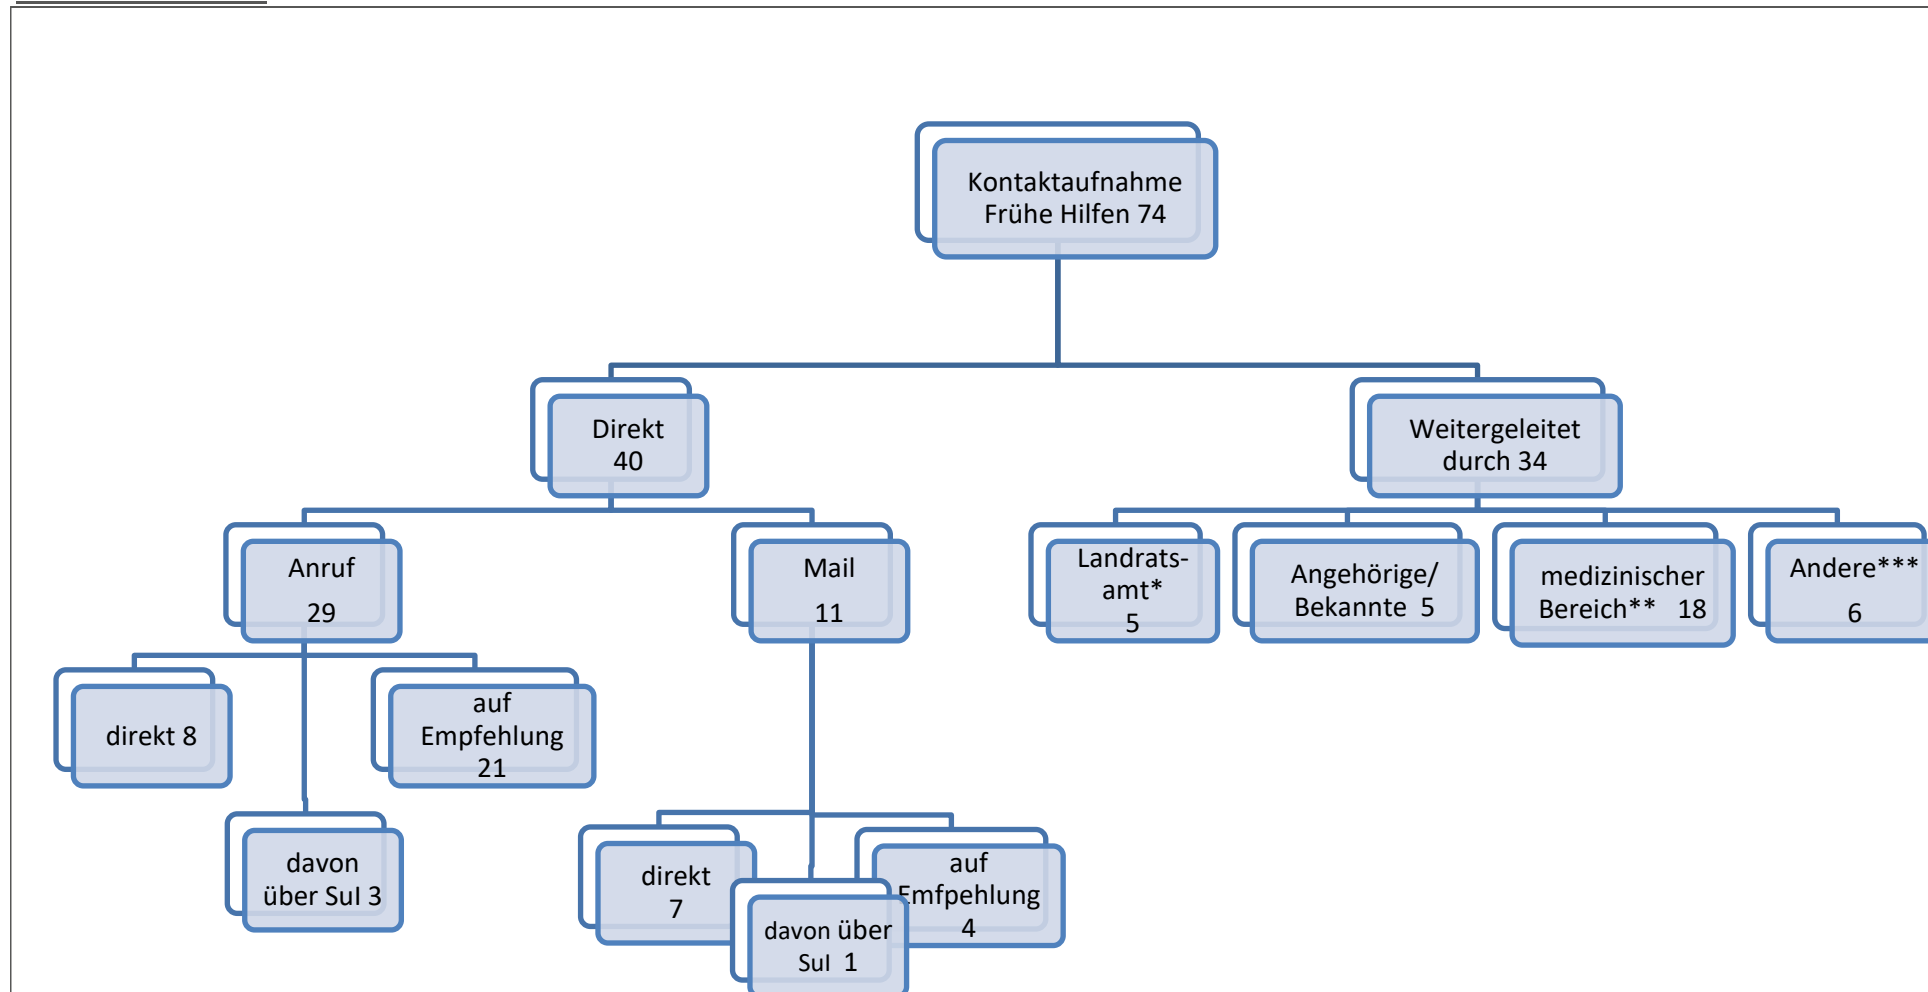 Kontaktaufnahme
Frühe Hilfen 74
Direkt
40
Weitergeleitet
durch 34
Anruf
29
Mail
11
Landrats-
amt*
5
Angehörige/
Bekannte 5
medizinischer
Bereich** 18
Andere***
6
direkt 8
auf
Empfehlung
21
davon
über SuI 3
direkt
7
davon über
SuI 1
auf
Emfpehlung
4